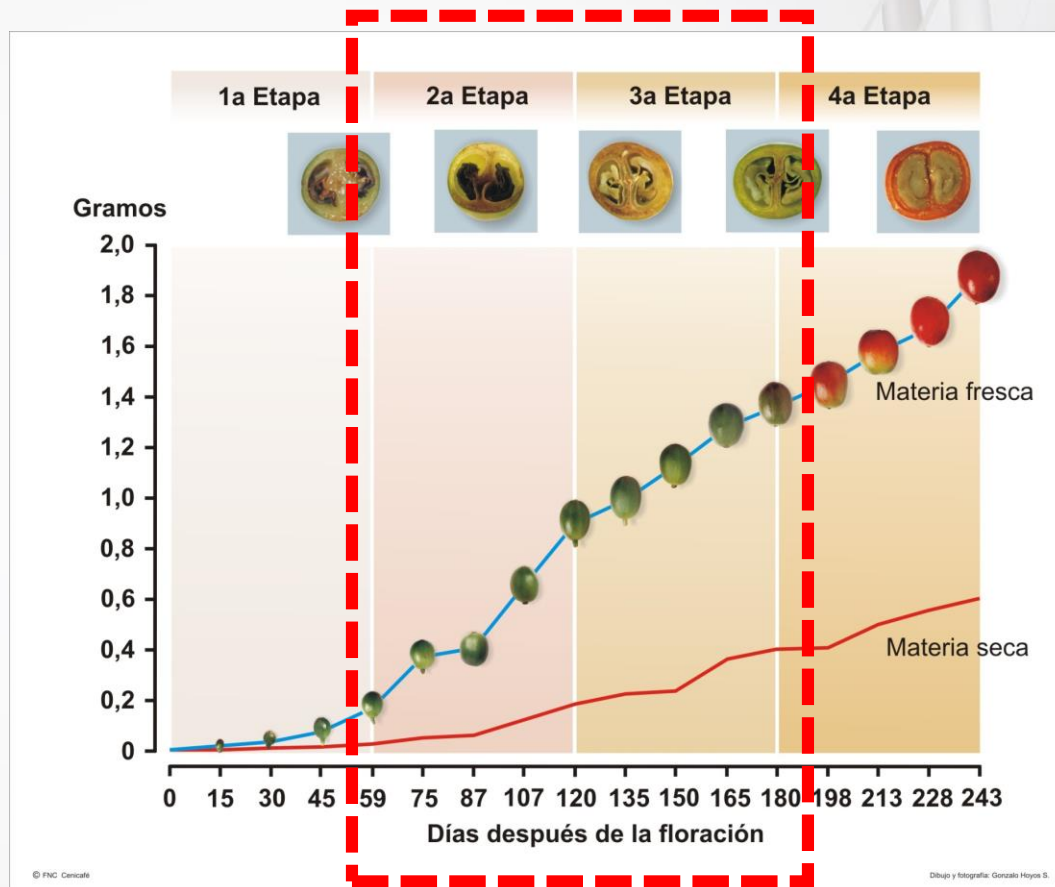 1a Etapa 2a Etapa 3a Etapa 4a Etapa
Gramos
2,0
1,8
1,6
1,4
Materia fresca
1,2
1,0
0,8
0,6
0,4
Materia seca
0,2
0
0 15 30 45 59 75 87 107 120 135 150 165 180 198 213 228 243
Días después de la floración
© FNC Cenicafé
Dibujo y fotografía: Gonzalo Hoyos S.